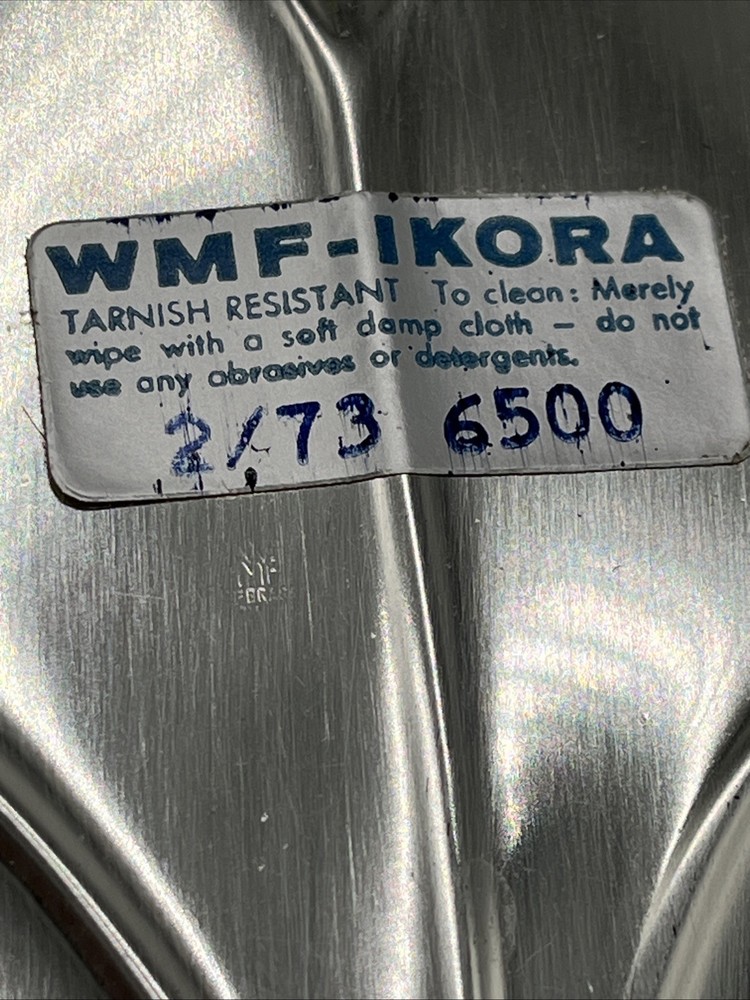 WMF-IKORA
TARNISH RESISTANT To clean: Merely
wipe with a soft damp cloth – do not
use any abrasives or detergents.
2/73 6500